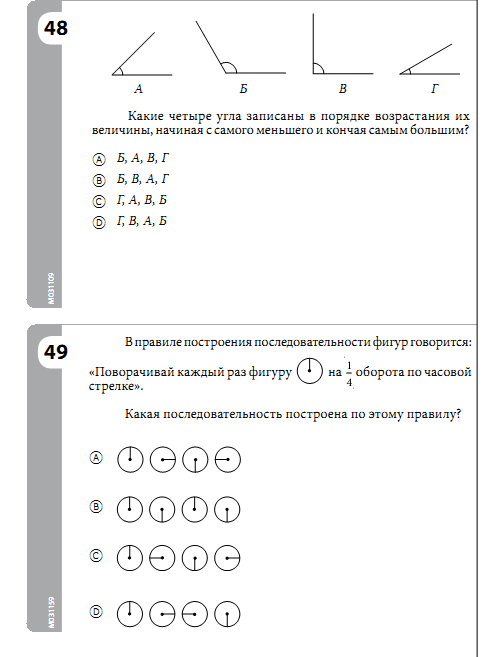 48
А Б В Г
Какие четыре угла записаны в порядке возрастания их
величины, начиная с самого меньшего и кончая самым большим?
A Б, А, В, Г
B Б, В, А, Г
C Г, А, В, Б
D Г, В, А, Б
M031109
49
В правиле построения последовательности фигур говорится:
«Поворачивай каждый раз фигуру на 1/4 оборота по часовой
стрелке».
Какая последовательность построена по этому правилу?
A
B
C
D
M031159